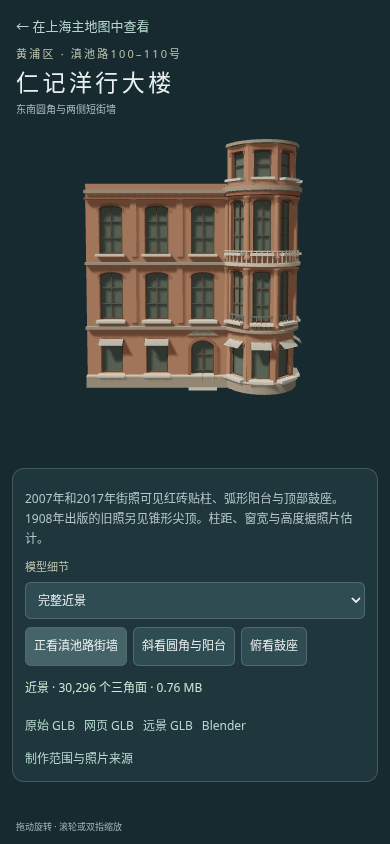 ← 在上海主地图中查看
黄浦区 · 滇池路100–110号
仁记洋行大楼
东南圆角与两侧短街墙
2007年和2017年街照可见红砖贴柱、弧形阳台与顶部鼓座。
1908年出版的旧照另见锥形尖顶。柱距、窗宽与高度据照片估
计。
模型细节
完整近景
正看滇池路街墙 斜看圆角与阳台 俯看鼓座
近景 · 30,296 个三角面 · 0.76 MB
原始 GLB 网页 GLB 远景 GLB Blender
制作范围与照片来源
拖动旋转 · 滚轮或双指缩放